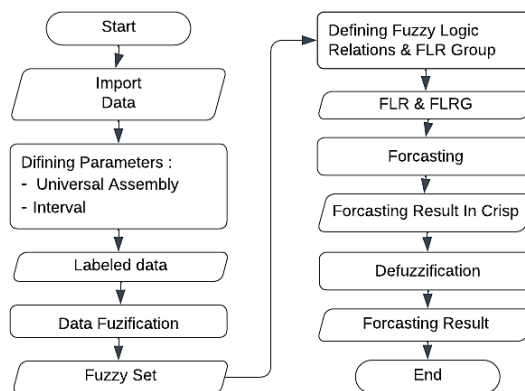 Start
Import
Data
Difining Parameters :
- Universal Assembly
- Interval
Labeled data
Data Fuzification
Fuzzy Set
Defining Fuzzy Logic
Relations & FLR Group
FLR & FLRG
Forcasting
Forcasting Result In Crisp
Defuzzification
Forcasting Result
End